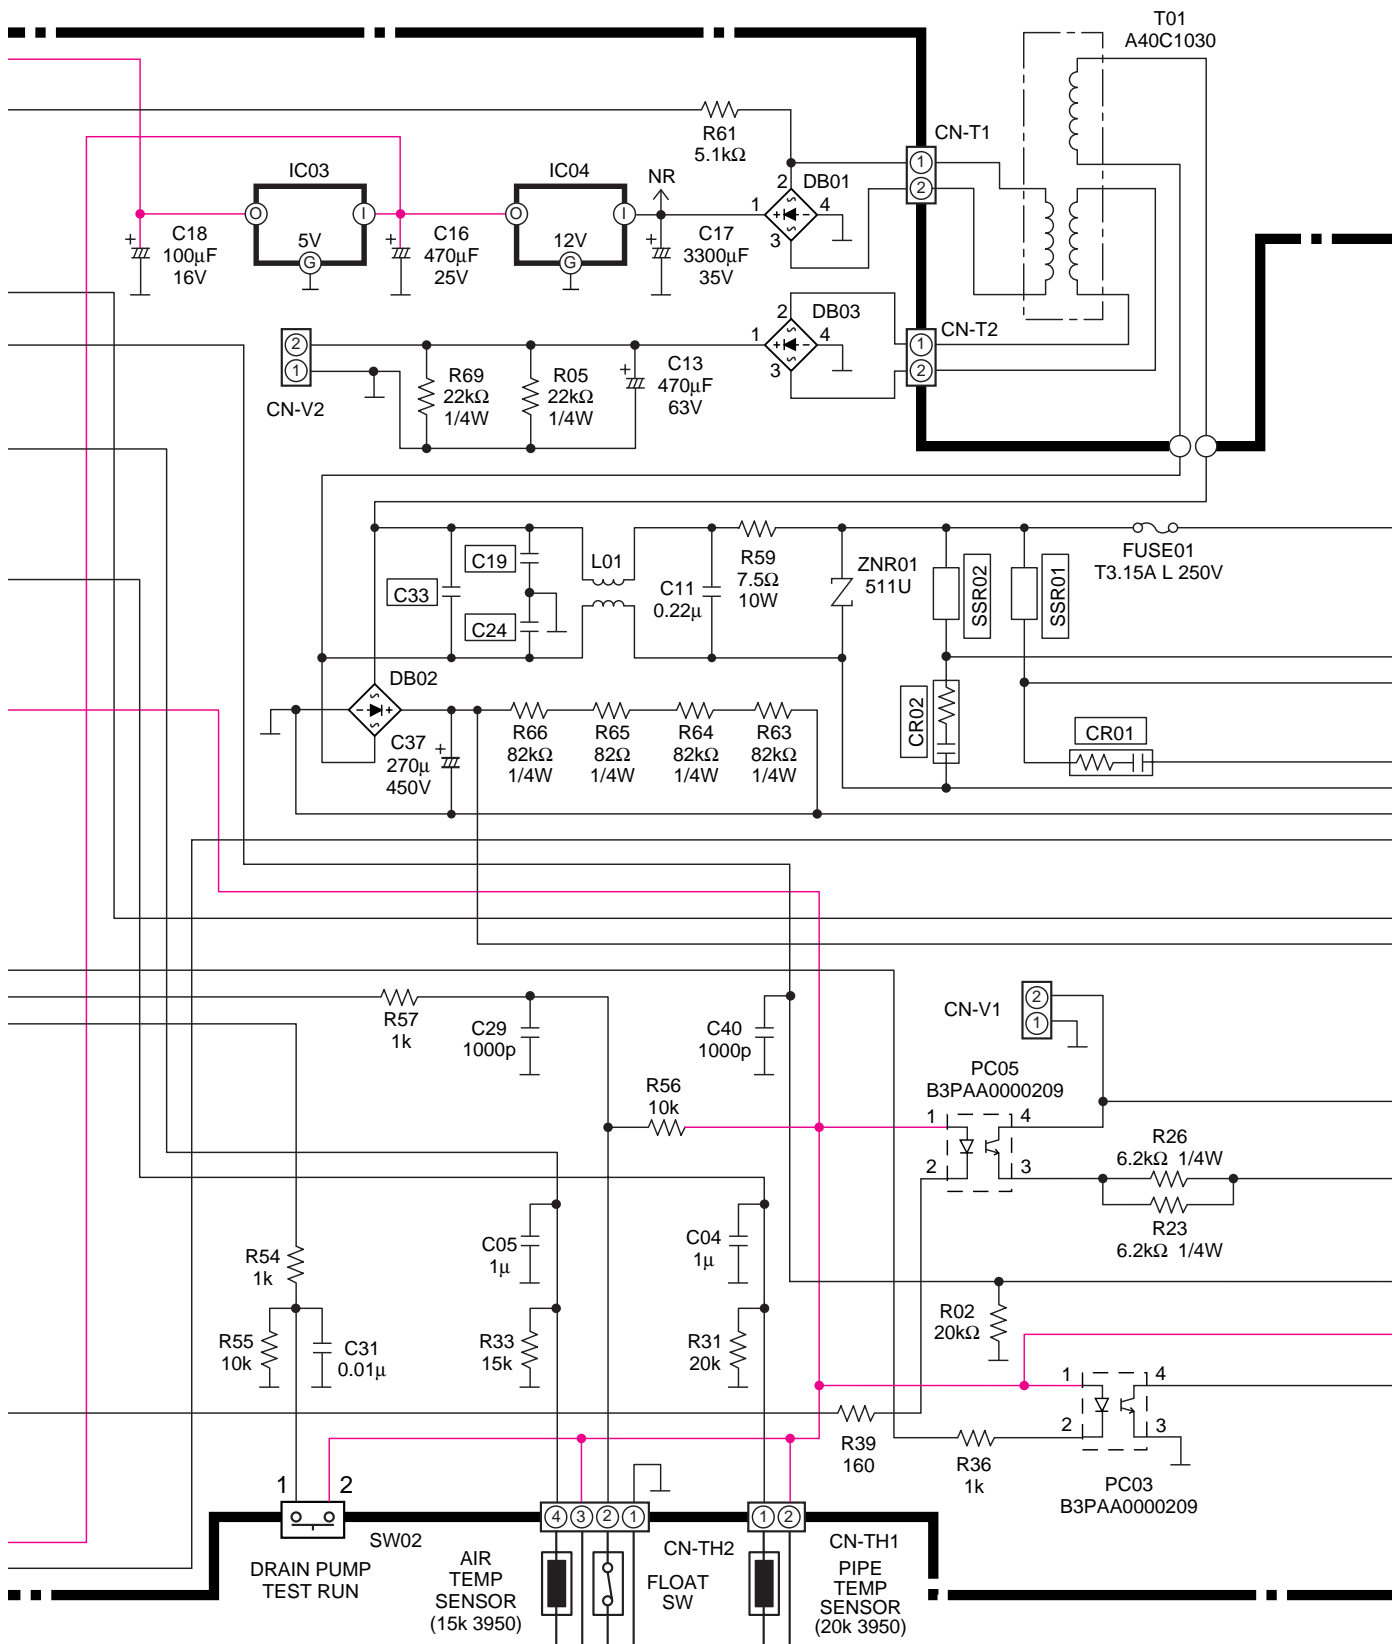 T01
A40C1030
R61
5.1kΩ
CN-T1
1
2
IC03
O
I
5V
G
IC04
O
I
12V
G
NR
2
DB01
1
4
3
+
-
+
C18
100µF
16V
+
C16
470µF
25V
+
C17
3300µF
35V
2
DB03
1
4
3
+
-
CN-T2
1
2
2
1
CN-V2
R69
22kΩ
1/4W
R05
22kΩ
1/4W
+
C13
470µF
63V
C19
C33
C24
L01
C11
0.22µ
R59
7.5Ω
10W
ZNR01
511U
SSR02
SSR01
FUSE01
T3.15A L 250V
DB02
-
+
C37
270µ
450V
+
R66
82kΩ
1/4W
R65
82Ω
1/4W
R64
82kΩ
1/4W
R63
82kΩ
1/4W
CR02
CR01
R57
1k
C29
1000p
C40
1000p
CN-V1
2
1
R56
10k
PC05
B3PAA0000209
1
4
2
3
R26
6.2kΩ 1/4W
R23
6.2kΩ 1/4W
R54
1k
C05
1µ
C04
1µ
R55
10k
C31
0.01µ
R33
15k
R31
20k
R02
20kΩ
R39
160
R36
1k
1
4
2
3
PC03
B3PAA0000209
1
2
SW02
DRAIN PUMP
TEST RUN
4
3
2
1
CN-TH2
AIR
TEMP
SENSOR
(15k 3950)
FLOAT
SW
1
2
CN-TH1
PIPE
TEMP
SENSOR
(20k 3950)